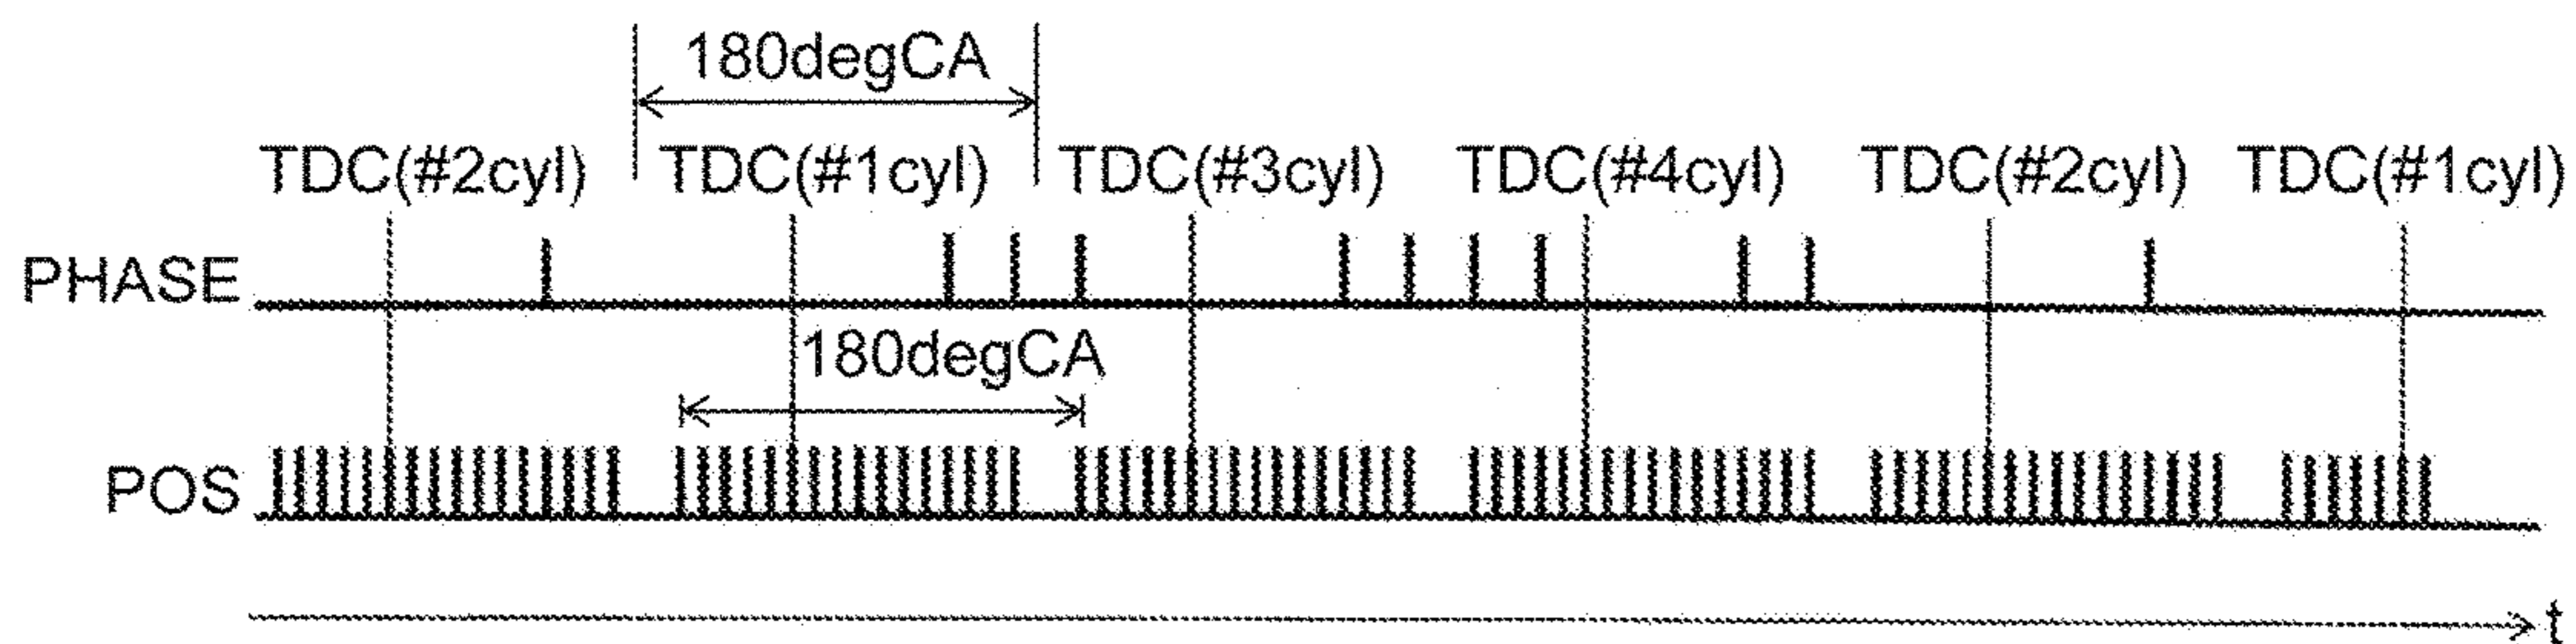 180degCA
TDC(#2cyl) TDC(#1cyl) TDC(#3cyl) TDC(#4cyl) TDC(#2cyl) TDC(#1cyl)
PHASE
180degCA
POS
t